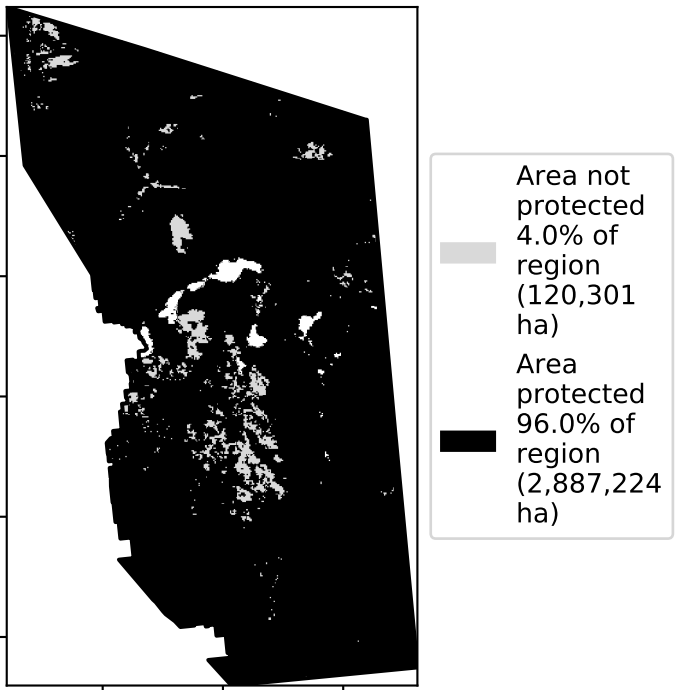 Area not
protected
4.0% of
region
(120,301
ha)
Area
protected
96.0% of
region
(2,887,224
ha)